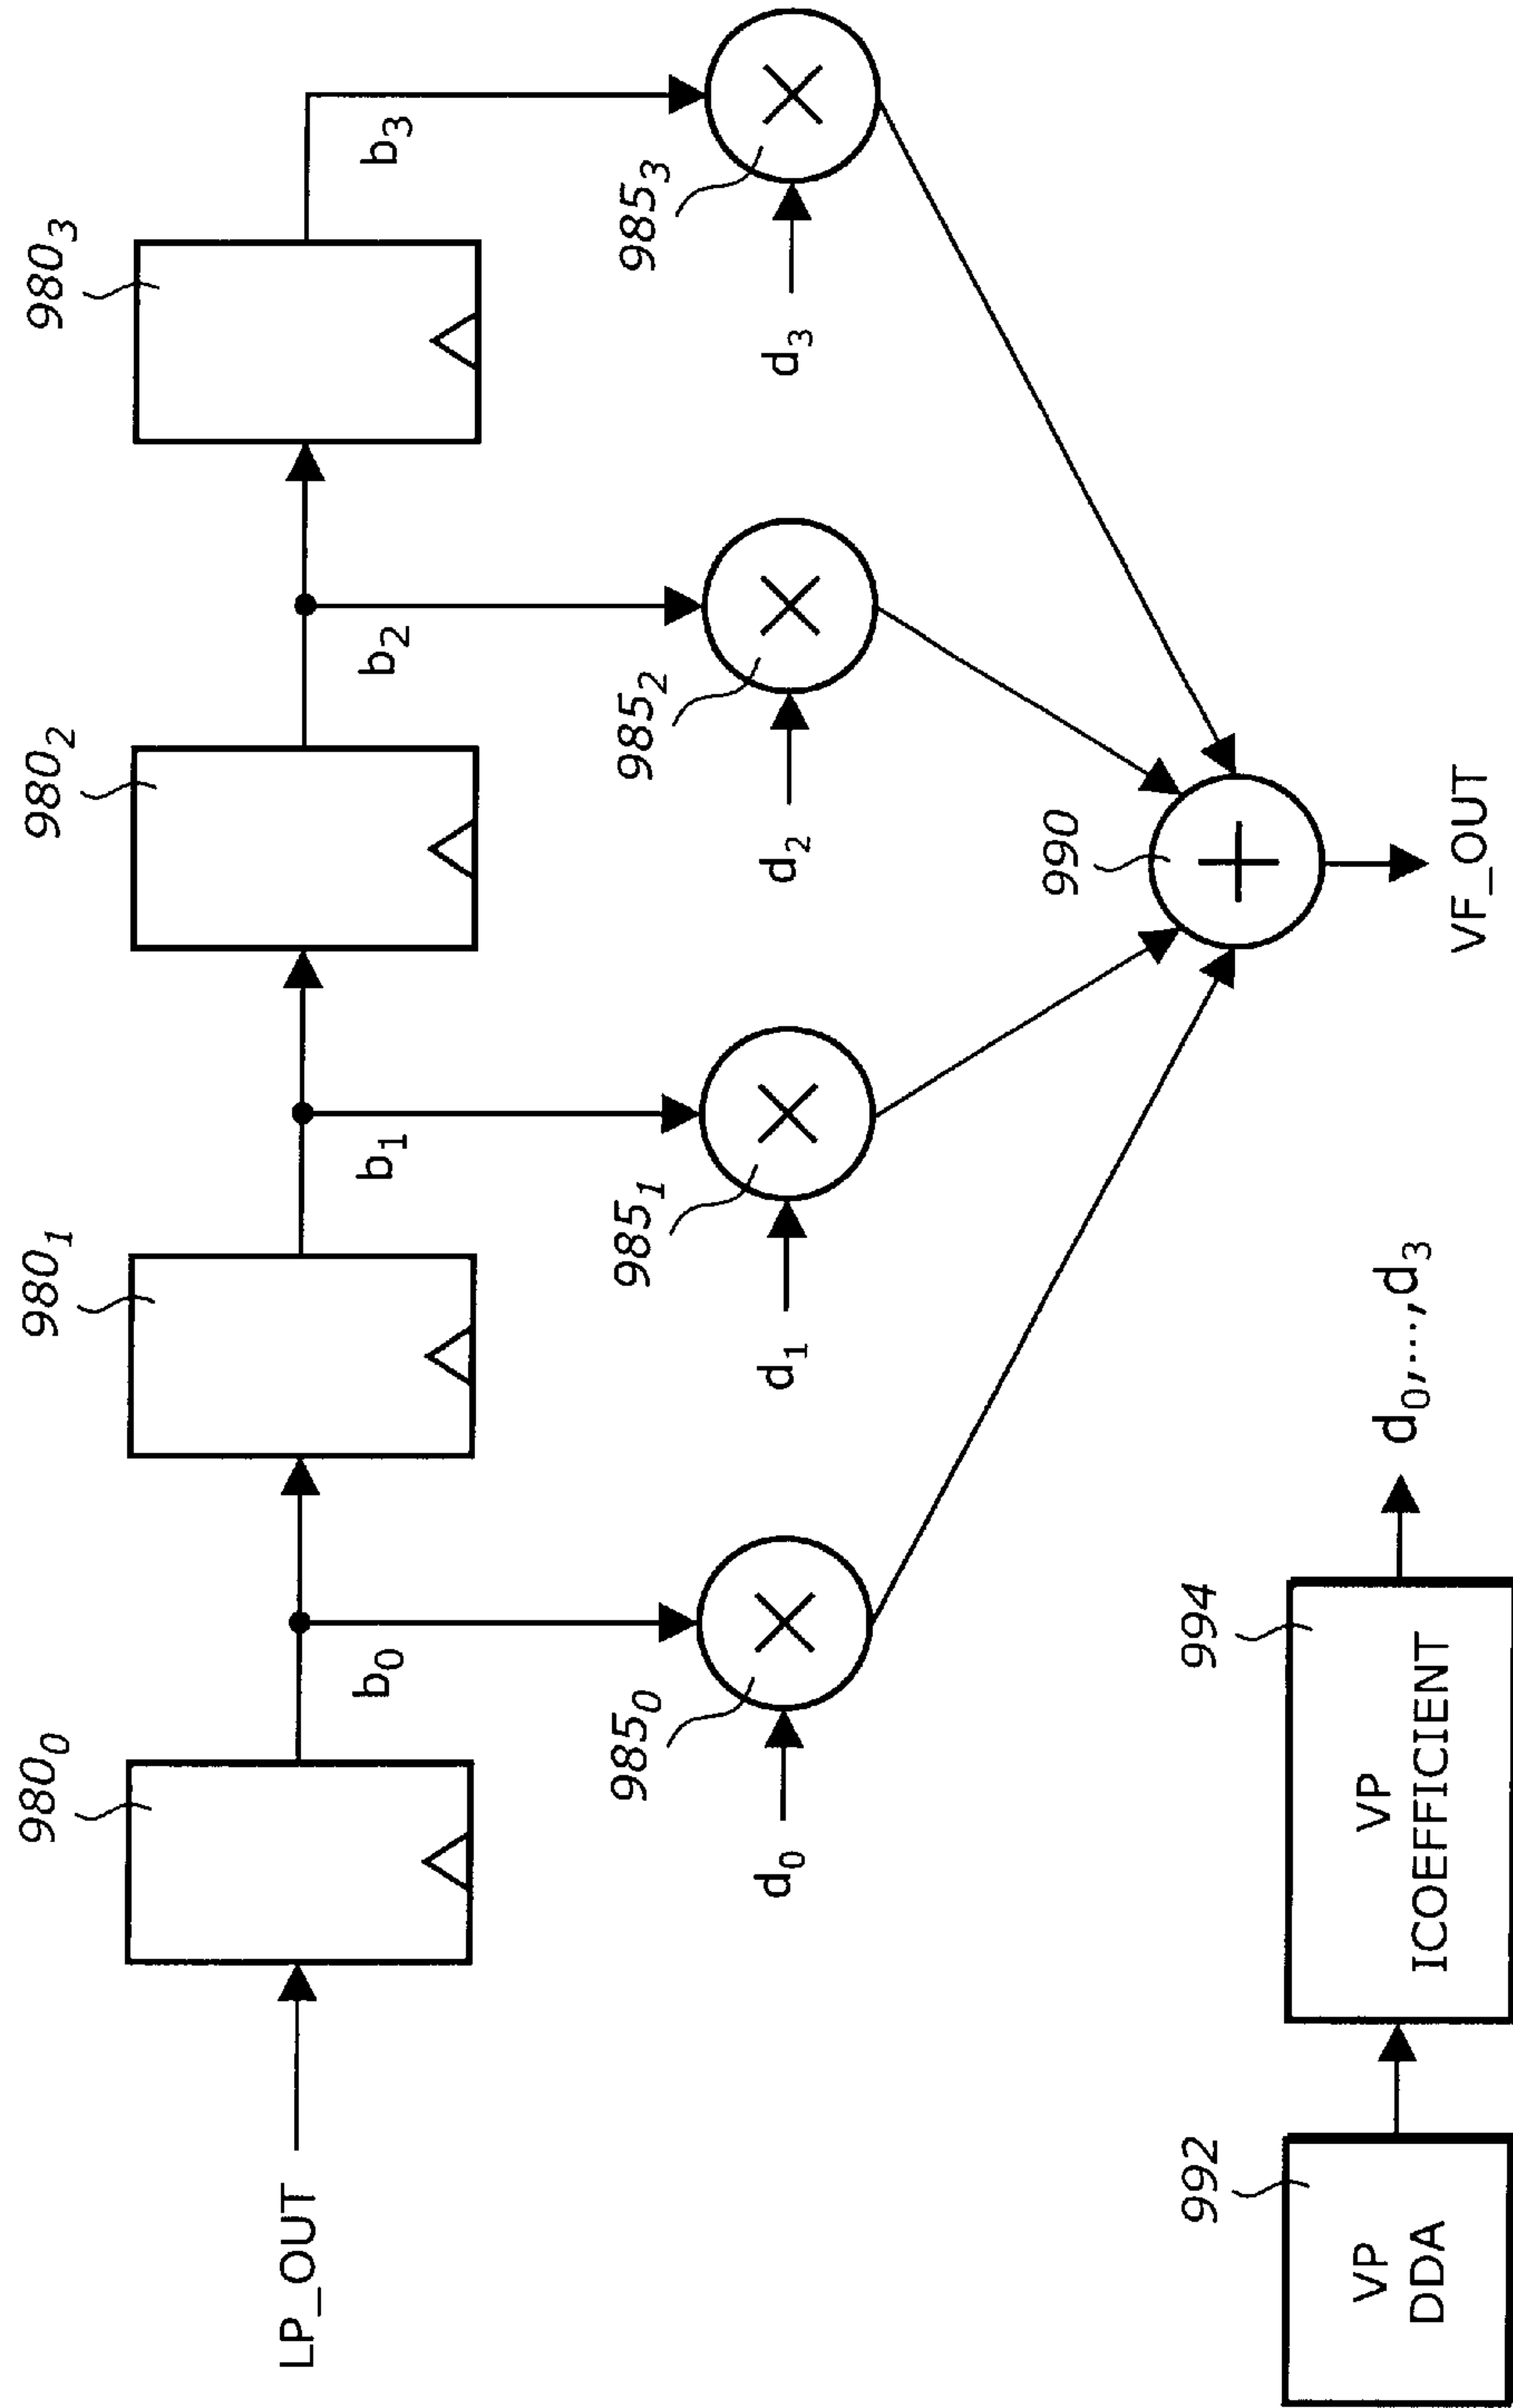 980₀
980₁
980₂
980₃
LP_OUT
b₀
b₁
b₂
b₃
985₀
985₁
985₂
985₃
d₀
d₁
d₂
d₃
990
VF_OUT
992
VP
DDA
994
VP
ICOEFFICIENT
d₀,...,d₃